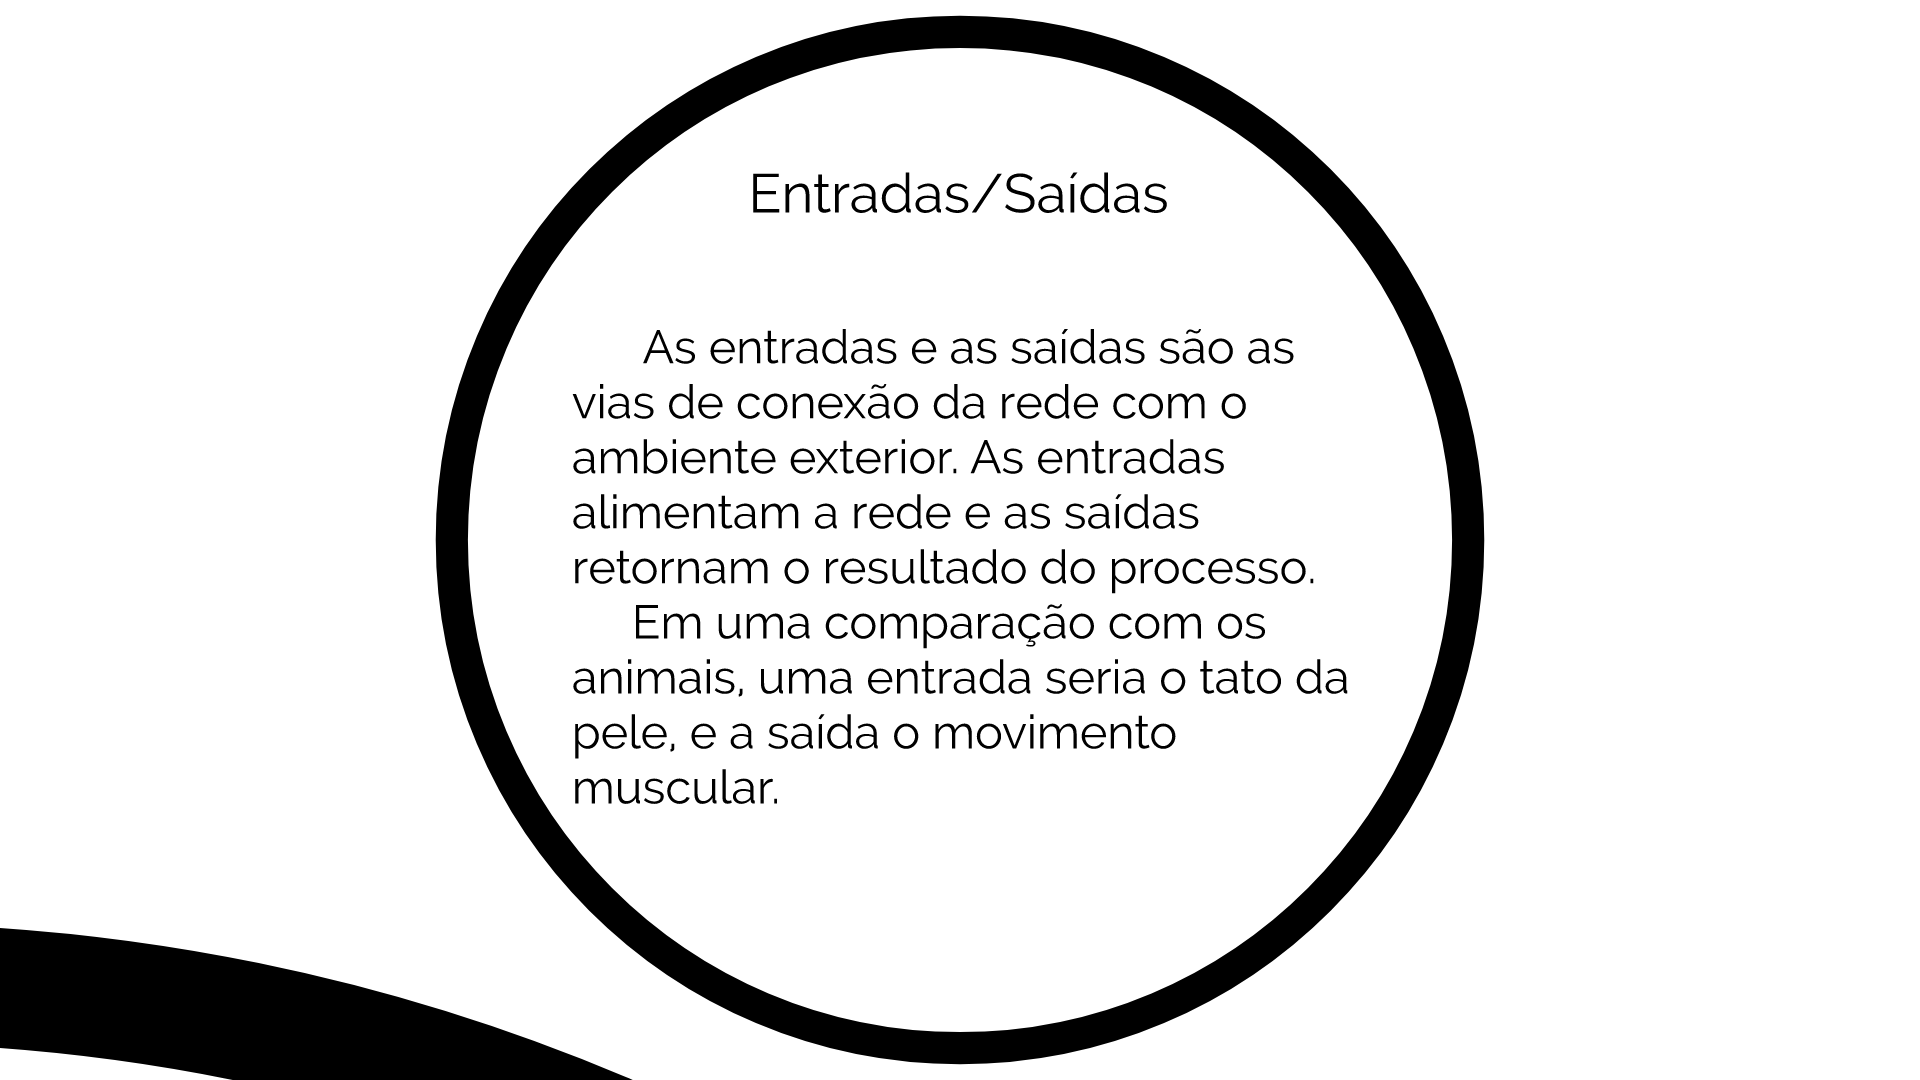 Entradas/Saídas
As entradas e as saídas são as
vias de conexão da rede com o
ambiente exterior. As entradas
alimentam a rede e as saídas
retornam o resultado do processo.
Em uma comparação com os
animais, uma entrada seria o tato da
pele, e a saída o movimento
muscular.